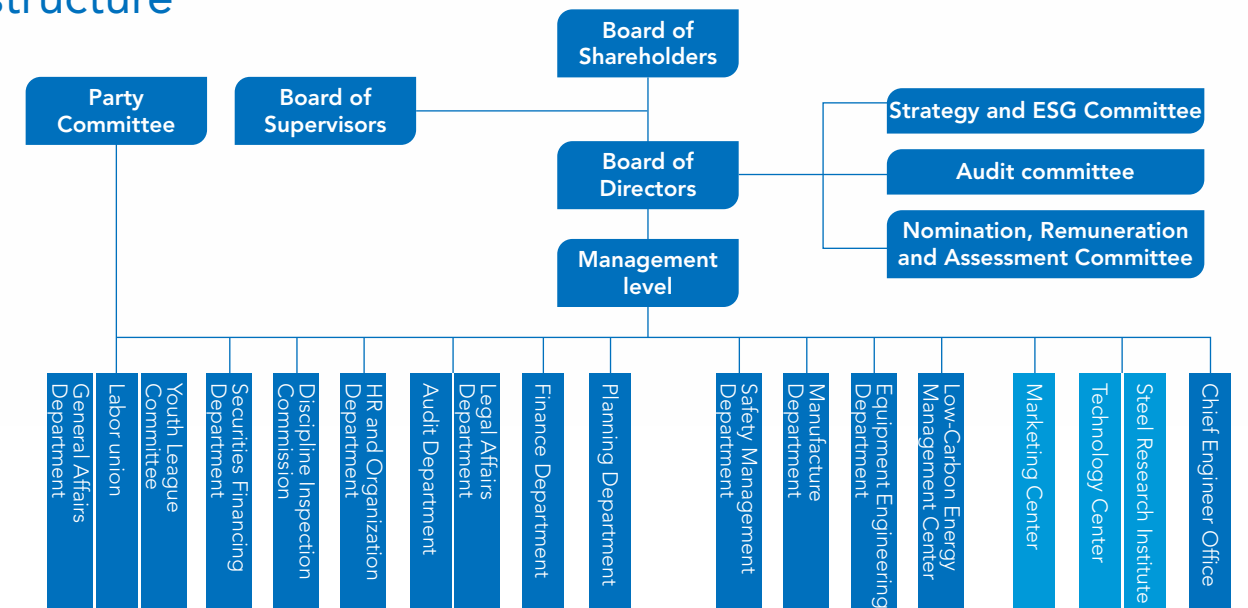 structure
Board of
Shareholders
Party
Committee
Board of
Supervisors
Strategy and ESG Committee
Board of
Directors
Audit committee
Nomination, Remuneration
and Assessment Committee
Management
level
General Affairs
Department
Labor union
Youth League
Committee
Securities Financing
Department
Discipline Inspection
Commission
HR and Organization
Department
Audit Department
Legal Affairs
Department
Finance Department
Planning Department
Safety Management
Department
Manufacture
Department
Equipment Engineering
Department
Low-Carbon Energy
Management Center
Marketing Center
Technology Center
Steel Research Institute
Chief Engineer Office